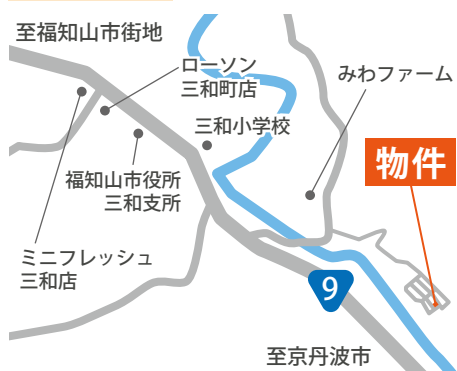 至福知山市街地
ローソン
三和町店
みわファーム
三和小学校
物件
福知山市役所
三和支所
ミニフレッシュ
三和店
9
至京丹波市